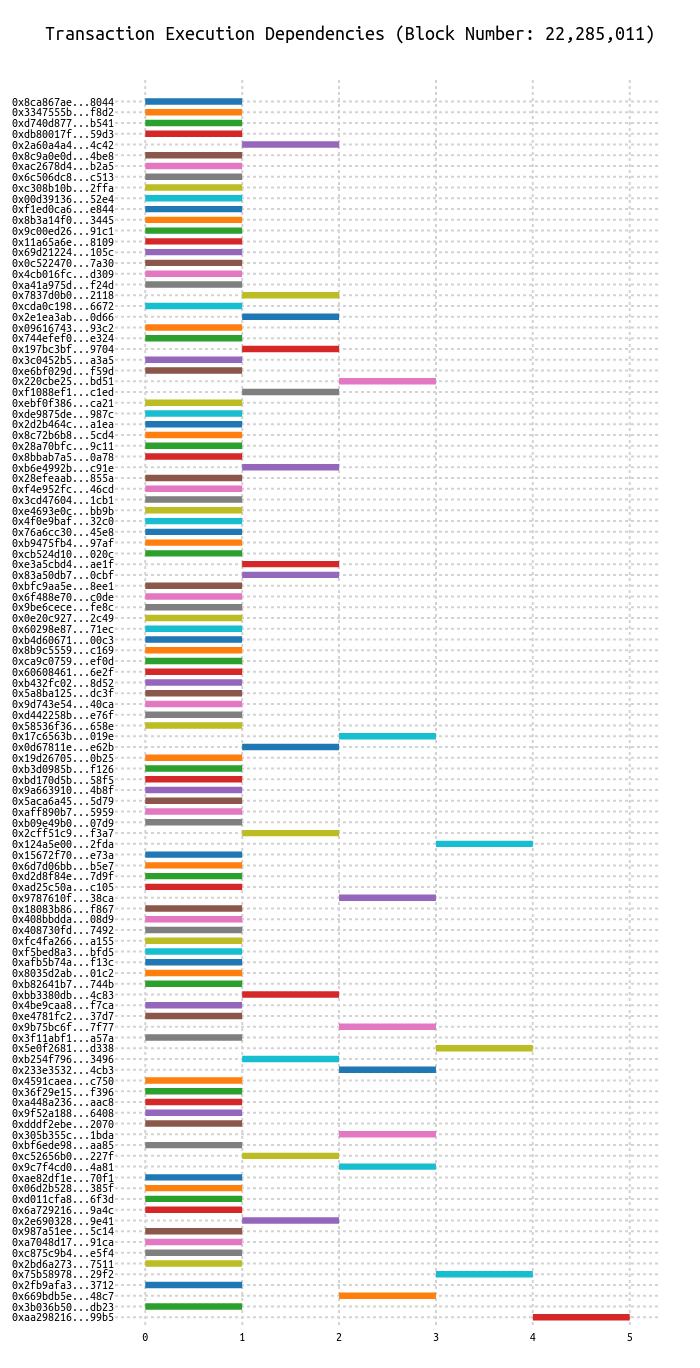 Transaction Execution Dependencies (Block Number: 22,285,011)
0x8ca867ae...8044
0x3347555b...f8d2
0xd740d877...b541
0xdb80017f...59d3
0x2a60a4a4...4c42
0x8c9a0e0d...4be8
0xac2678d4...b2a5
0x6c506dc8...c513
0xc308b10b...2ffa
0x00d39136...52e4
0xf1ed0ca6...e844
0x8b3a14f0...3445
0x9c00ed26...91c1
0x11a65a6e...8109
0x69d21224...105c
0x0c522470...7a30
0x4cb016fc...d309
0xa41a975d...f24d
0x7837d0b0...2118
0xcda0c198...6672
0x2e1ea3ab...0d66
0x09616743...93c2
0x744efef0...e324
0x197bc3bf...9704
0x3c0452b5...a3a5
0xe6bf029d...f59d
0x220cbe25...bd51
0xf1088ef1...c1ed
0xebf0f386...ca21
0xde9875de...987c
0x2d2b464c...a1ea
0x8c72b6b8...5cd4
0x28a70bfc...9c11
0x8bbab7a5...0a78
0xb6e4992b...c91e
0x28efeaab...855a
0xf4e952fc...46cd
0x3cd47604...1cb1
0xe4693e0c...bb9b
0x4f0e9baf...32c0
0x76a6cc30...45e8
0xb9475fb4...97af
0xcb524d10...020c
0xe3a5cbd4...ae1f
0x83a50db7...0cbf
0xbfc9aa5e...8ee1
0x6f488e70...c0de
0x9be6cece...fe8c
0x0e20c927...2c49
0x60298e87...71ec
0xb4d60671...00c3
0x8b9c5559...c169
0xca9c0759...ef0d
0x60608461...6e2f
0xb432fc02...8d52
0x5a8ba125...dc3f
0x9d743e54...40ca
0xd442258b...e76f
0x58536f36...658e
0x17c6563b...019e
0x0d67811e...e62b
0x19d26705...0b25
0xb3d0985b...f126
0xbd170d5b...58f5
0x9a663910...4b8f
0x5aca6a45...5d79
0xaff890b7...5959
0xb09e49b0...07d9
0x2cff51c9...f3a7
0x124a5e00...2fda
0x15672f70...e73a
0x6d7d06bb...b5e7
0xd2d8f84e...7d9f
0xad25c50a...c105
0x9787610f...38ca
0x18083b86...f867
0x408bbdda...08d9
0x408730fd...7492
0xfc4fa266...a155
0xf5bed8a3...bfd5
0xafb5b74a...f13c
0x8035d2ab...01c2
0xb82641b7...744b
0xbb3380db...4c83
0x4be9caa8...f7ca
0xe4781fc2...37d7
0x9b75bc6f...7f77
0x3f11abf1...a57a
0x5e0f2681...d338
0xb254f796...3496
0x233e3532...4cb3
0x4591caea...c750
0x36f29e15...f396
0xa448a236...aac8
0x9f52a188...6408
0xdddf2ebe...2070
0x305b355c...1bda
0xbf6ede98...aa85
0xc52656b0...227f
0x9c7f4cd0...4a81
0xae82df1e...70f1
0x06d2b528...385f
0xd011cfa8...6f3d
0x6a729216...9a4c
0x2e690328...9e41
0x987a51ee...5c14
0xa7048d17...91ca
0xc875c9b4...e5f4
0x2bd6a273...7511
0x75b58978...29f2
0x2fb9afa3...3712
0x669bdb5e...48c7
0x3b036b50...db23
0xaa298216...99b5
0 1 2 3 4 5